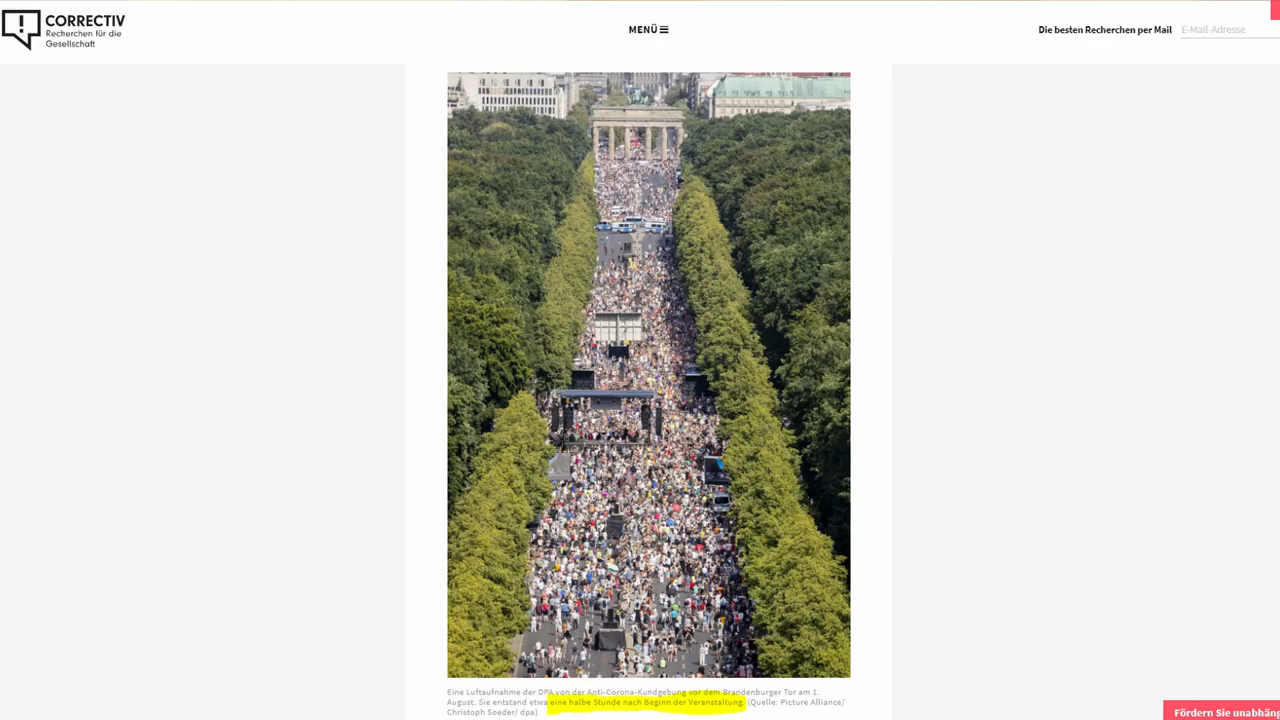 CORRECTIV
Recherchen für die
Gesellschaft
MENÜ
Die besten Recherchen per Mail
E-Mail-Adresse
Eine Luftaufnahme der DPA von der Anti-Corona-Kundgebung vor dem Brandenburger Tor am 1.
August. Sie entstand etwa eine halbe Stunde nach Beginn der Veranstaltung. (Quelle: Picture Alliance/
Christoph Soeder/ dpa)
Fördern Sie unabhäng